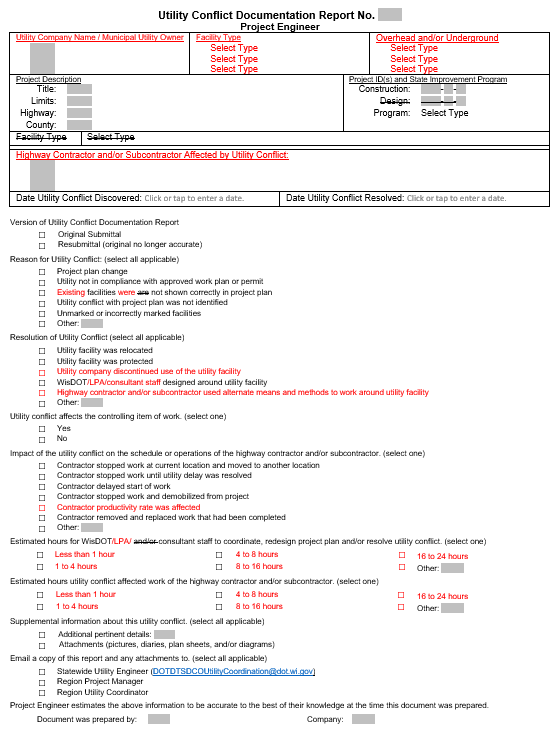 Utility Conflict Documentation Report No.
Project Engineer
Utility Company Name / Municipal Utility Owner
Facility Type
Select Type
Select Type
Select Type
Overhead and/or Underground
Select Type
Select Type
Select Type
Project Description
Title:
Limits:
Highway:
County:
Project ID(s) and State Improvement Program
Construction: - -
Design: - -
Program: Select Type
Facility Type Select Type
Highway Contractor and/or Subcontractor Affected by Utility Conflict:
Date Utility Conflict Discovered: Click or tap to enter a date. Date Utility Conflict Resolved: Click or tap to enter a date.
Version of Utility Conflict Documentation Report
☐ Original Submittal
☐ Resubmittal (original no longer accurate)
Reason for Utility Conflict: (select all applicable)
☐ Project plan change
☐ Utility not in compliance with approved work plan or permit
☐ Existing facilities were are not shown correctly in project plan
☐ Utility conflict with project plan was not identified
☐ Unmarked or incorrectly marked facilities
☐ Other:
Resolution of Utility Conflict (select all applicable)
☐ Utility facility was relocated
☐ Utility facility was protected
☐ Utility company discontinued use of the utility facility
☐ WisDOT/LPA/consultant staff designed around utility facility
☐ Highway contractor and/or subcontractor used alternate means and methods to work around utility facility
☐ Other:
Utility conflict affects the controlling item of work. (select one)
☐ Yes
☐ No
Impact of the utility conflict on the schedule or operations of the highway contractor and/or subcontractor. (select one)
☐ Contractor stopped work at current location and moved to another location
☐ Contractor stopped work until utility delay was resolved
☐ Contractor delayed start of work
☐ Contractor stopped work and demobilized from project
☐ Contractor productivity rate was affected
☐ Contractor removed and replaced work that had been completed
☐ Other:
Estimated hours for WisDOT/LPA/ and/or consultant staff to coordinate, redesign project plan and/or resolve utility conflict. (select one)
☐ Less than 1 hour ☐ 4 to 8 hours ☐ 16 to 24 hours
☐ 1 to 4 hours ☐ 8 to 16 hours ☐ Other:
Estimated hours utility conflict affected work of the highway contractor and/or subcontractor. (select one)
☐ Less than 1 hour ☐ 4 to 8 hours ☐ 16 to 24 hours
☐ 1 to 4 hours ☐ 8 to 16 hours ☐ Other:
Supplemental information about this utility conflict. (select all applicable)
☐ Additional pertinent details:
☐ Attachments (pictures, diaries, plan sheets, and/or diagrams)
Email a copy of this report and any attachments to. (select all applicable)
☐ Statewide Utility Engineer (DOTDTSDCOUtilityCoordination@dot.wi.gov)
☐ Region Project Manager
☐ Region Utility Coordinator
Project Engineer estimates the above information to be accurate to the best of their knowledge at the time this document was prepared.
Document was prepared by: Company: